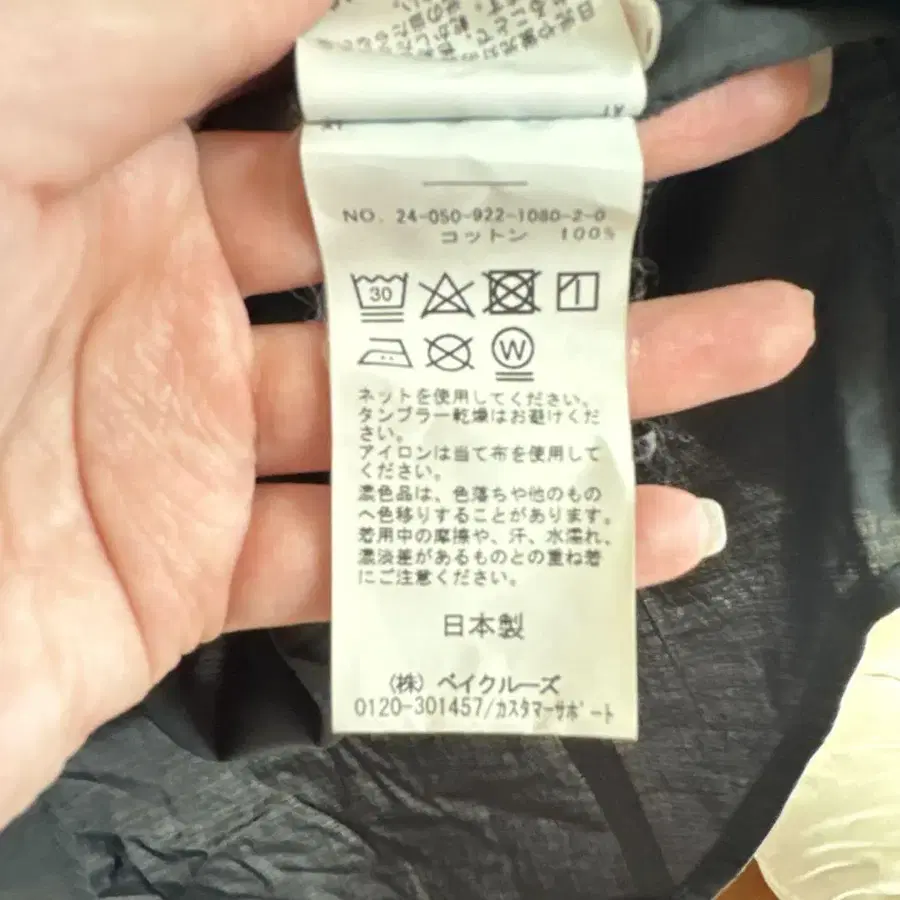 NO. 24-050-922-1080-2-0
コットン 100%
30
W
ネットを使用してください。
タンブラー乾燥はお避けくだ
さい。
アイロンは当て布を使用して
ください。
濃色品は、色落ちや他のもの
へ色移りすることがあります。
着用中の摩擦や、汗、水濡れ、
濃淡差があるものとの重ね着
にご注意ください。
日本製
(株) ベイクルーズ
0120-301457/カスタマーサポート